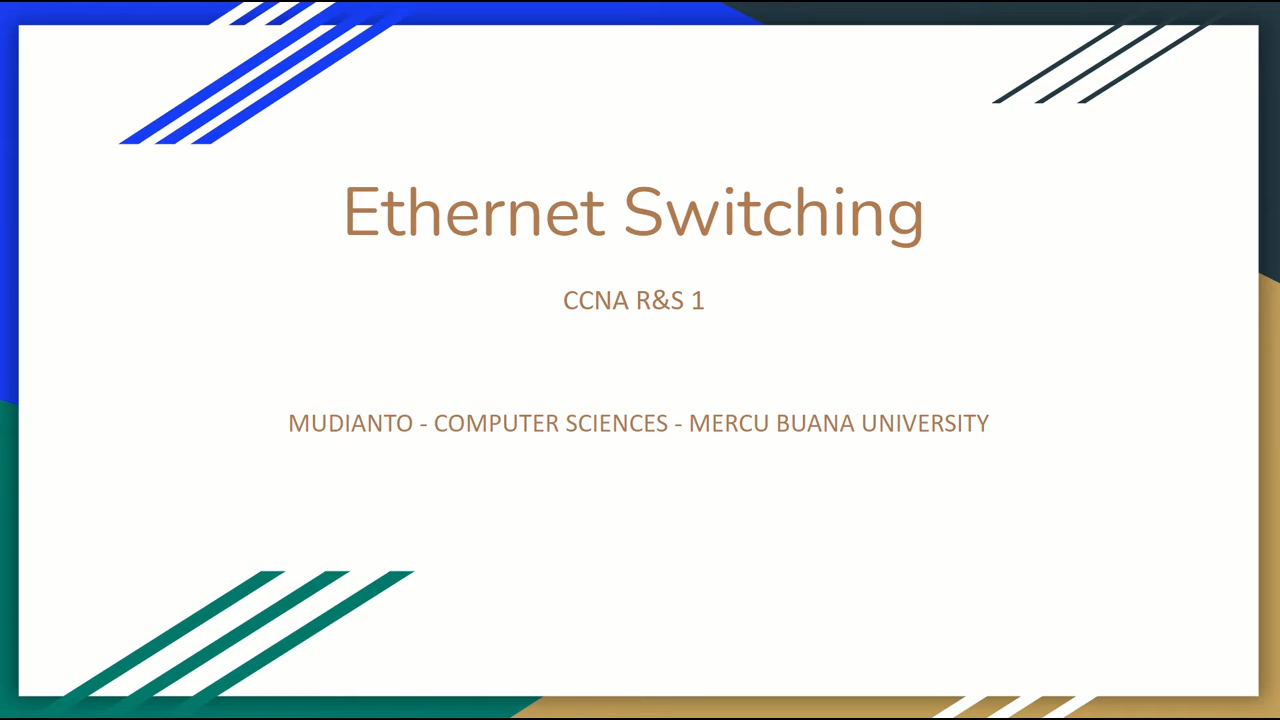 Ethernet Switching
CCNA R&S 1
MUDIANTO - COMPUTER SCIENCES - MERCU BUANA UNIVERSITY